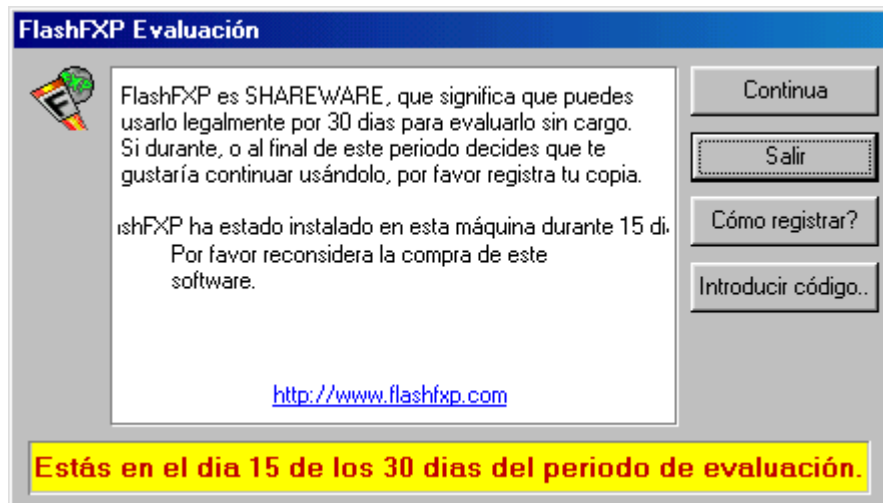 FlashFXP Evaluación
FlashFXP es SHAREWARE, que significa que puedes
usarlo legalmente por 30 dias para evaluarlo sin cargo.
Si durante, o al final de este periodo decides que te
gustaría continuar usándolo, por favor registra tu copia.
ha estado instalado en esta máquina durante 15
Por favor reconsidera la compra de este
software.
http://www.flashfxp.com
Continua
Salir
Cómo registrar?
Introducir código..
Estás en el dia 15 de los 30 dias del periodo de evaluación.